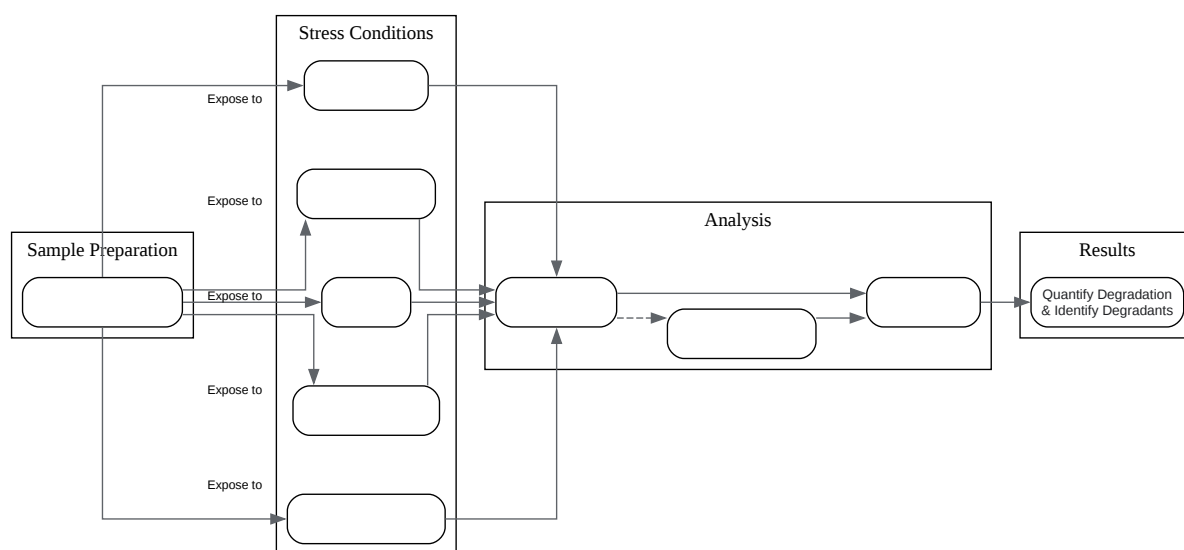 Stress Conditions
Expose to
Expose to
Analysis
Sample Preparation
Results
Expose to
Quantify Degradation
& Identify Degradants
Expose to
Expose to